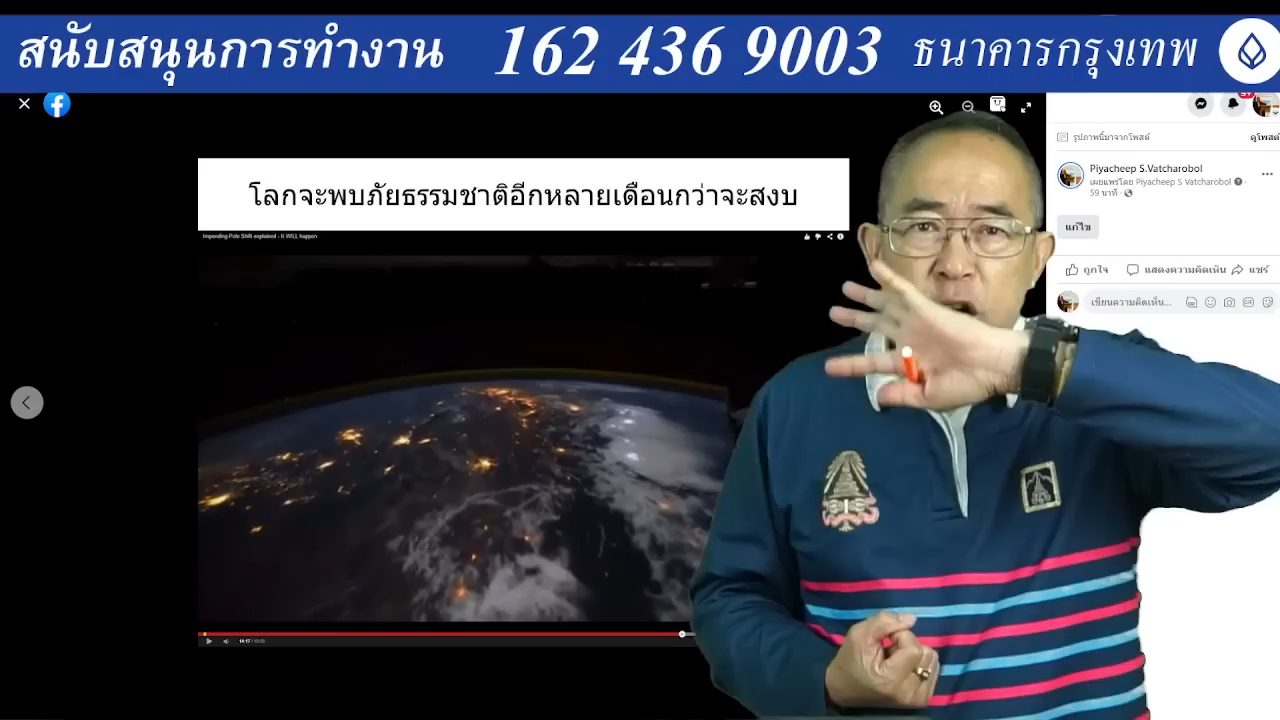 สนับสนุนการทำงาน 162 436 9003 ธนาคารกรุงเทพ
รูปภาพนี้มาจากโพสต์ ดูโพสต์
Piyacheep S.Vatcharobol
เผยแพร่โดย Piyacheep S Vatcharobol
59 นาที
แก้ไข
ถูกใจ แสดงความคิดเห็น แชร์
เขียนความคิดเห็น...
โลกจะพบภัยธรรมชาติอีกหลายเดือนกว่าจะสงบ
Impending Pole Shift explained - It WILL happen